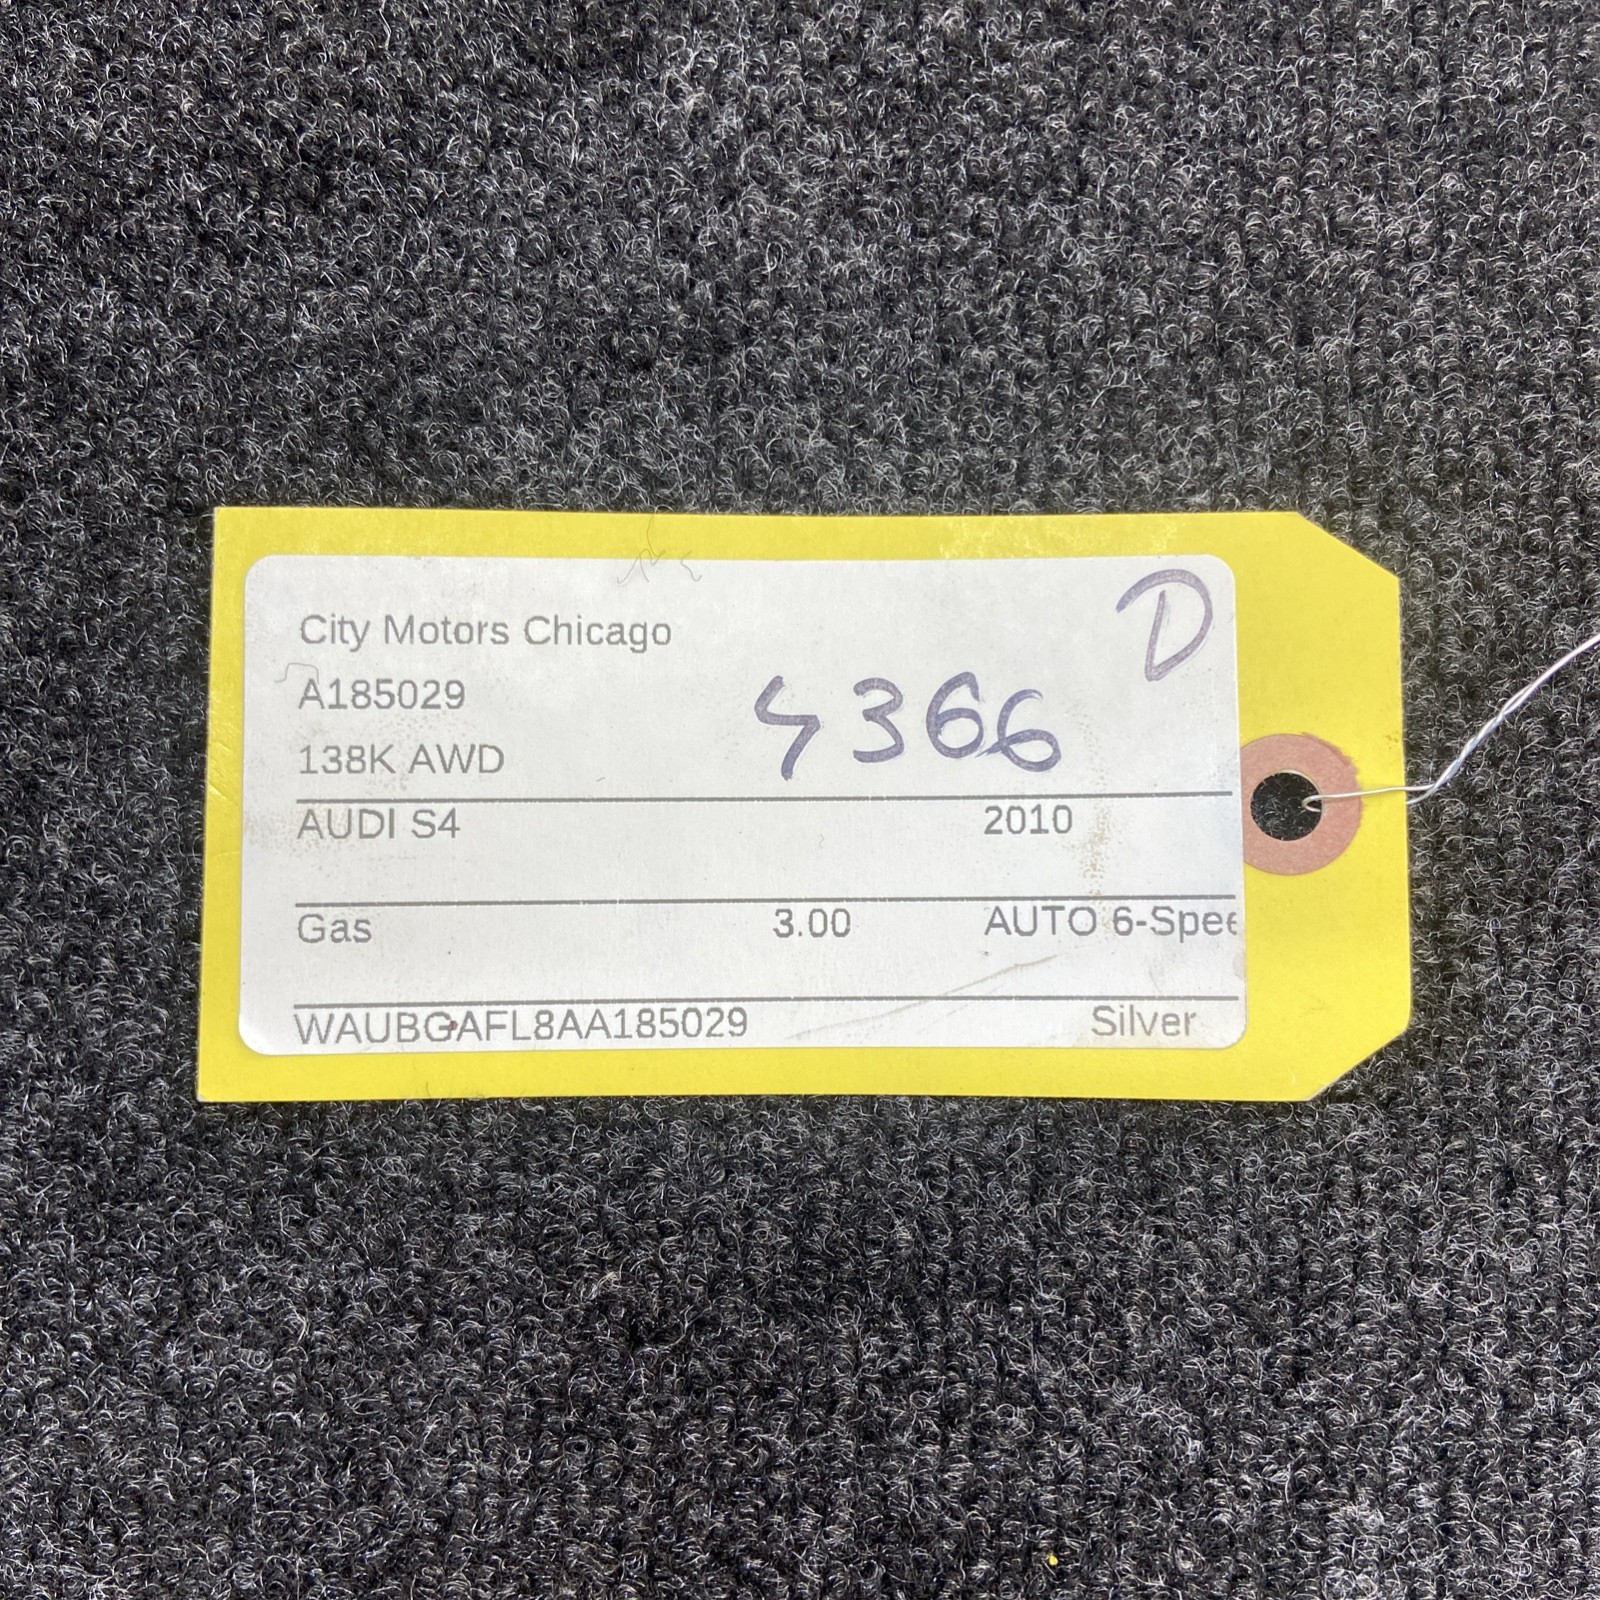 City Motors Chicago
D
A185029
4366
138K AWD
AUDI S4 2010
Gas 3.00 AUTO 6-Spee
WAUBGAFL8AA185029 Silver